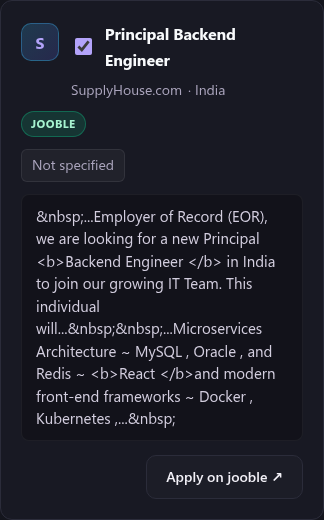 S
Principal Backend
Engineer
SupplyHouse.com · India
JOOBLE
Not specified
&nbsp;...Employer of Record (EOR),
we are looking for a new Principal
<b>Backend Engineer </b> in India
to join our growing IT Team. This
individual
will...&nbsp;&nbsp;...Microservices
Architecture ~ MySQL , Oracle , and
Redis ~ <b>React </b>and modern
front-end frameworks ~ Docker ,
Kubernetes ,...&nbsp;
Apply on jooble ↗